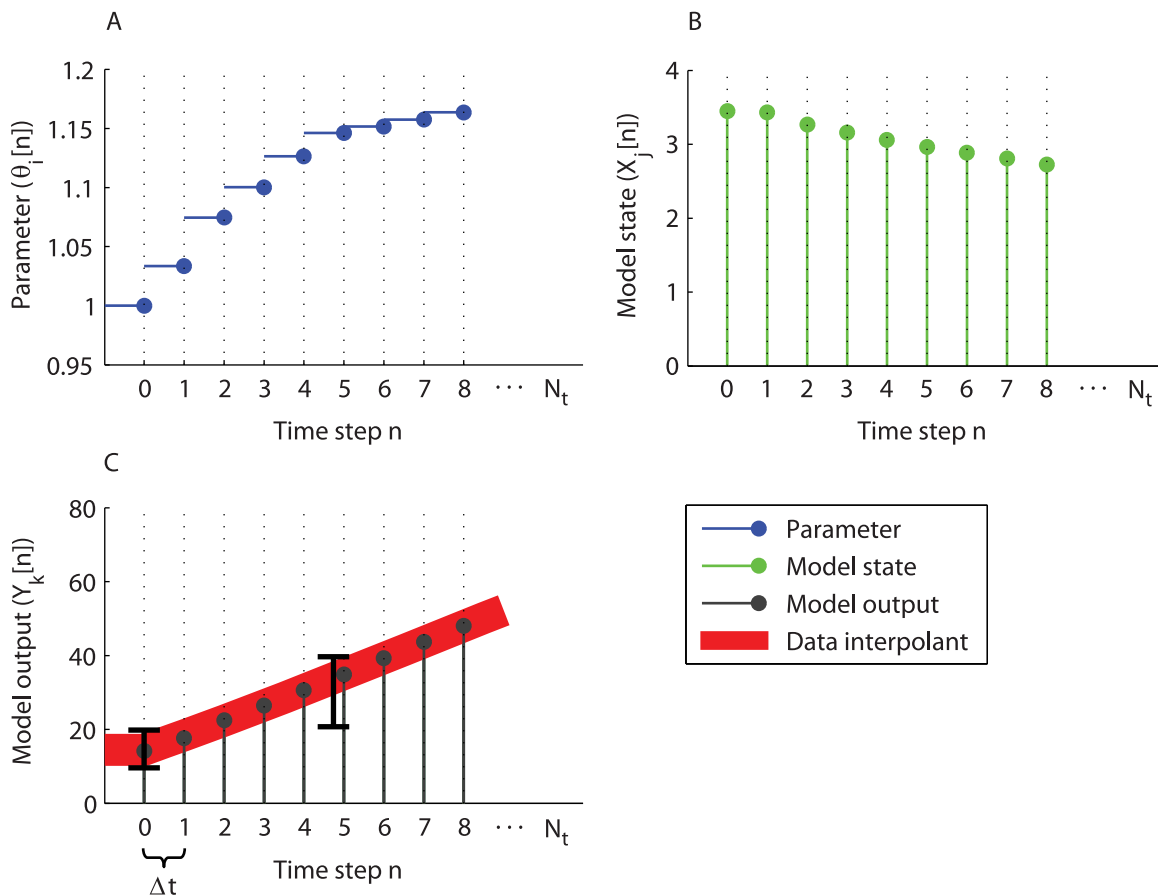 A
Parameter (θi[n])
1.2
1.15
1.1
1.05
1
0.95
0 1 2 3 4 5 6 7 8 ··· Nt
Time step n
B
Model state (Xj[n])
5
4
3
2
1
0
0 1 2 3 4 5 6 7 8 ··· Nt
Time step n
C
Model output (Yk[n])
80
60
40
20
0
0 1 2 3 4 5 6 7 8 ··· Nt
Δt
Time step n
Parameter
Model state
Model output
Data interpolant